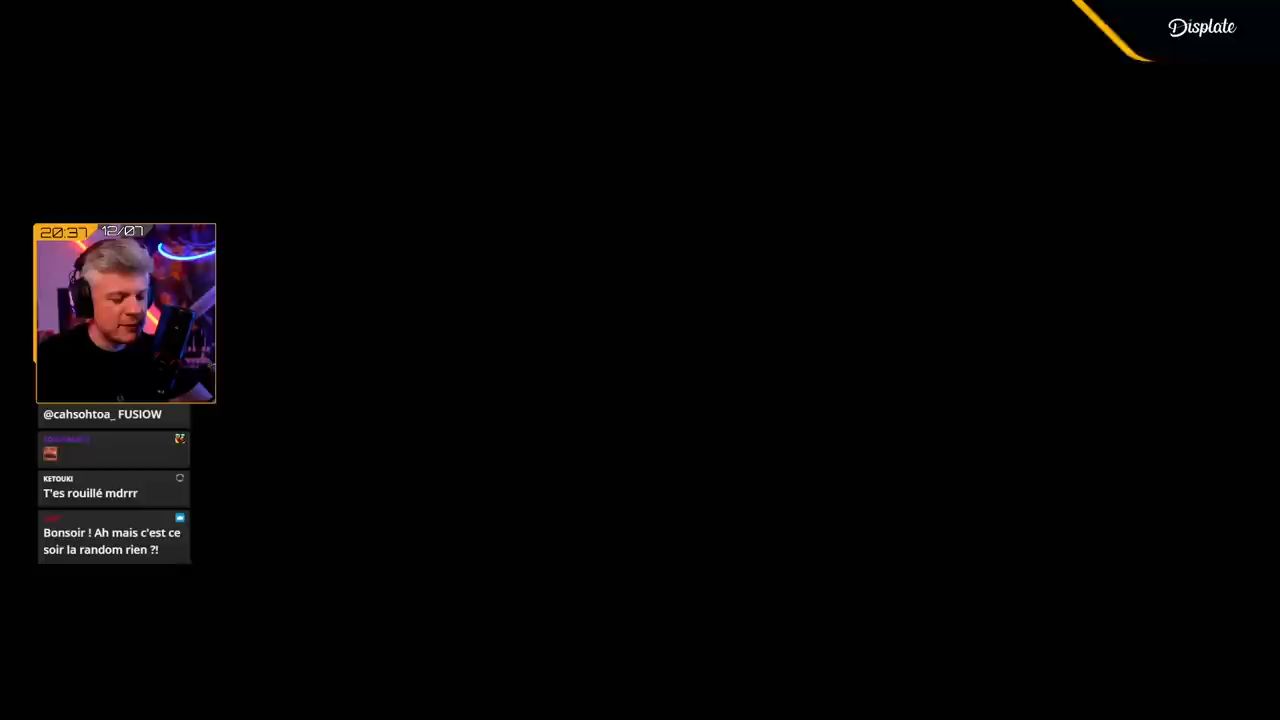 Displate
20:37 12/07
@cahsohtoa_ FUSIOW
KETOUKI
T'es rouillé mdrrr
Bonsoir ! Ah mais c'est ce
soir la random rien ?!